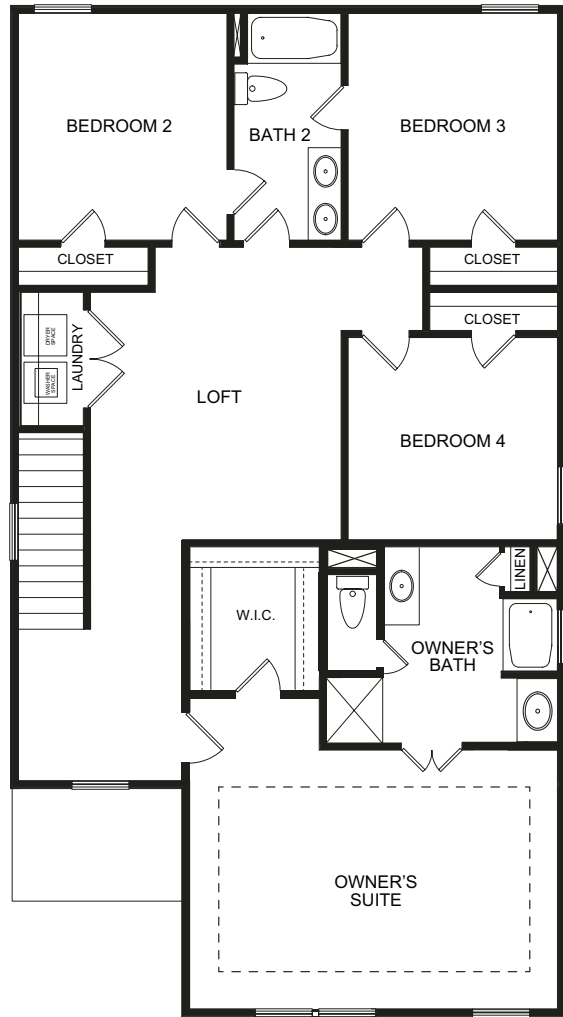 BEDROOM 2
BATH 2
BEDROOM 3
CLOSET
CLOSET
CLOSET
DRYER
SPACE
WASHER
SPACE
LAUNDRY
LOFT
BEDROOM 4
LINEN
W.I.C.
OWNER'S
BATH
OWNER'S
SUITE